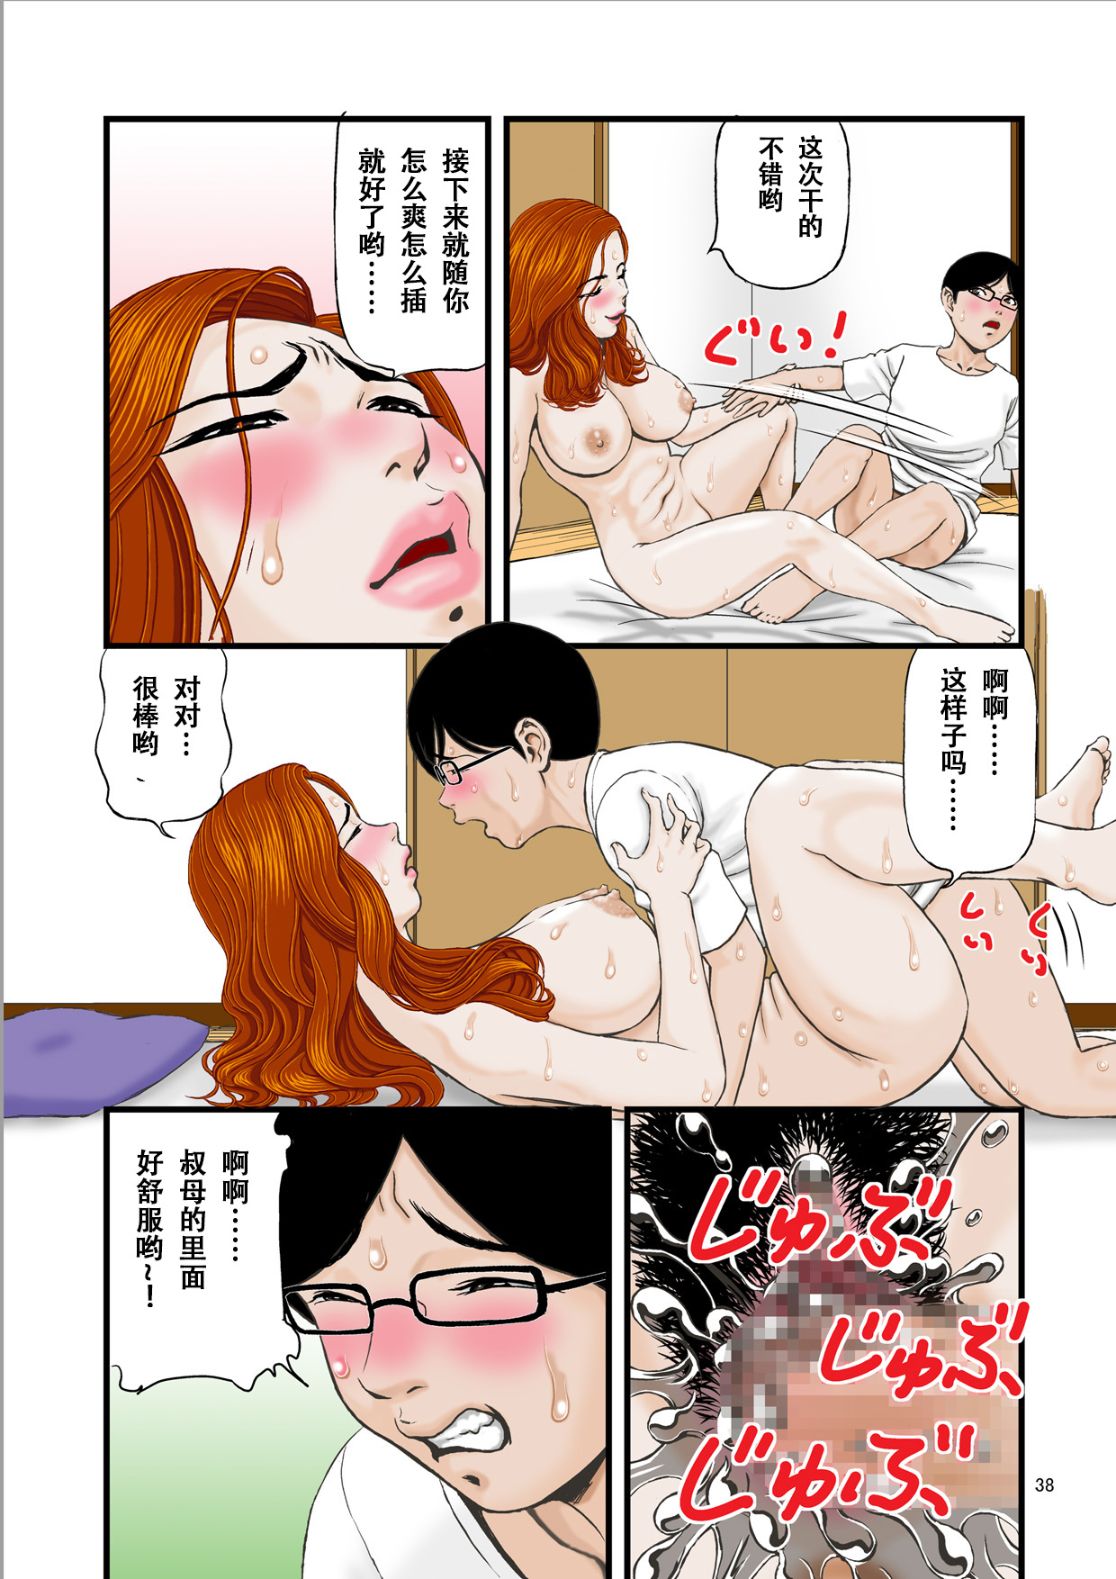 这次干的
不错哟
ぐい！
接下来就随你
怎么爽怎么插
就好了哟……
啊啊……
这样子吗……
ぐい
ぐい
对对…
很棒哟
じゅぶ、
じゅぶ、
じゅぶ、
啊啊……
叔母的里面
好舒服哟~！
38